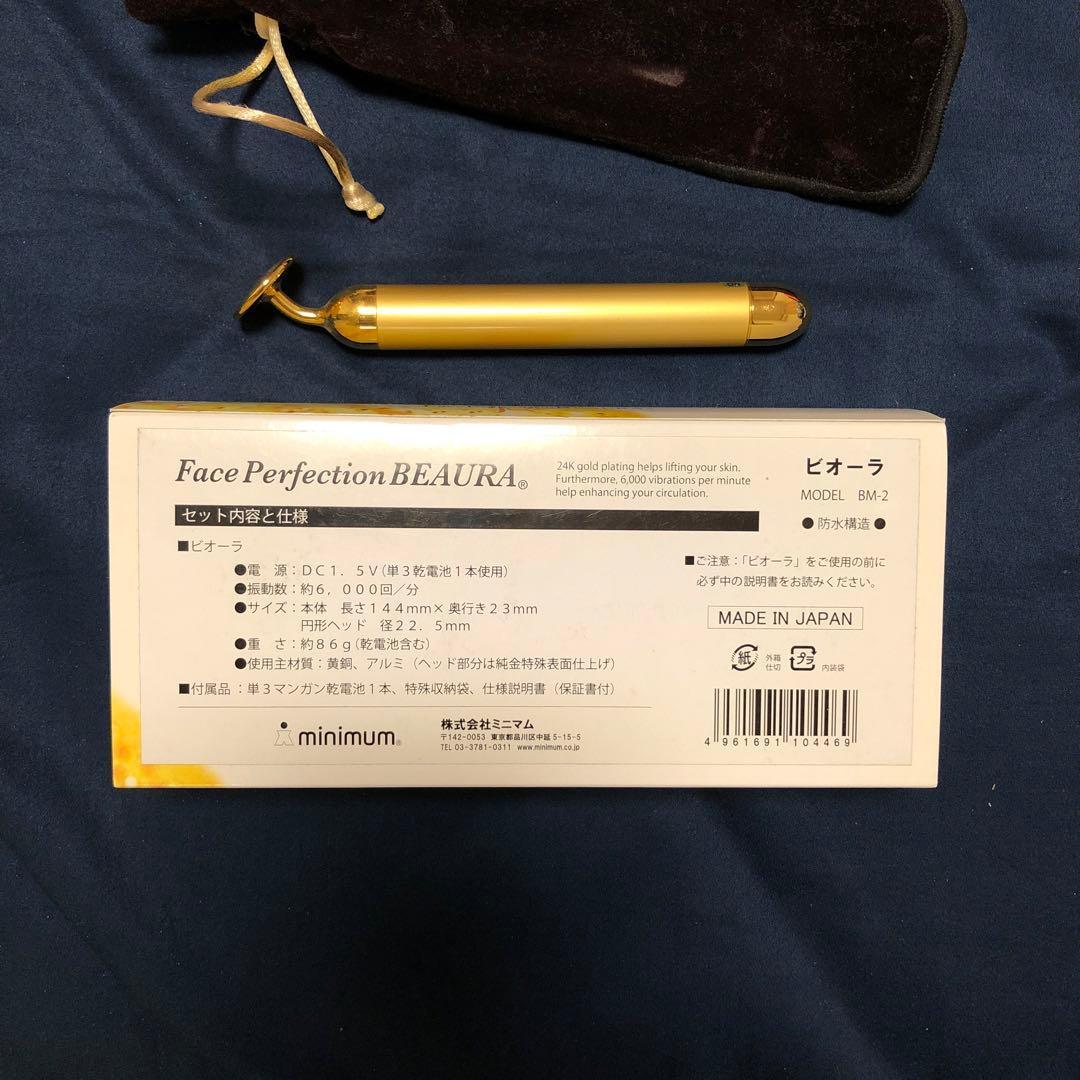 Face Perfection BEAURA®
24K gold plating helps lifting your skin.
Furthermore, 6,000 vibrations per minute
help enhancing your circulation.
ビオーラ
MODEL BM-2
●防水構造●
セット内容と仕様
■ビオーラ
●電 源：DC1．5V（単3乾電池1本使用）
●振動数：約6，000回／分
●サイズ：本体 長さ144mm×奥行き23mm
円形ヘッド 径22．5mm
●重 さ：約86g（乾電池含む）
●使用主材質：黄銅、アルミ（ヘッド部分は純金特殊表面仕上げ）
■付属品：単3マンガン乾電池1本、特殊収納袋、仕様説明書（保証書付）
■ご注意：「ビオーラ」をご使用の前に
必ず中の説明書をお読みください。
MADE IN JAPAN
紙 外箱
仕切
プラ 内装袋
minimum®
株式会社ミニマム
〒142-0053 東京都品川区中延 5-15-5
TEL 03-3781-0311 www.minimum.co.jp
4 961691 104469